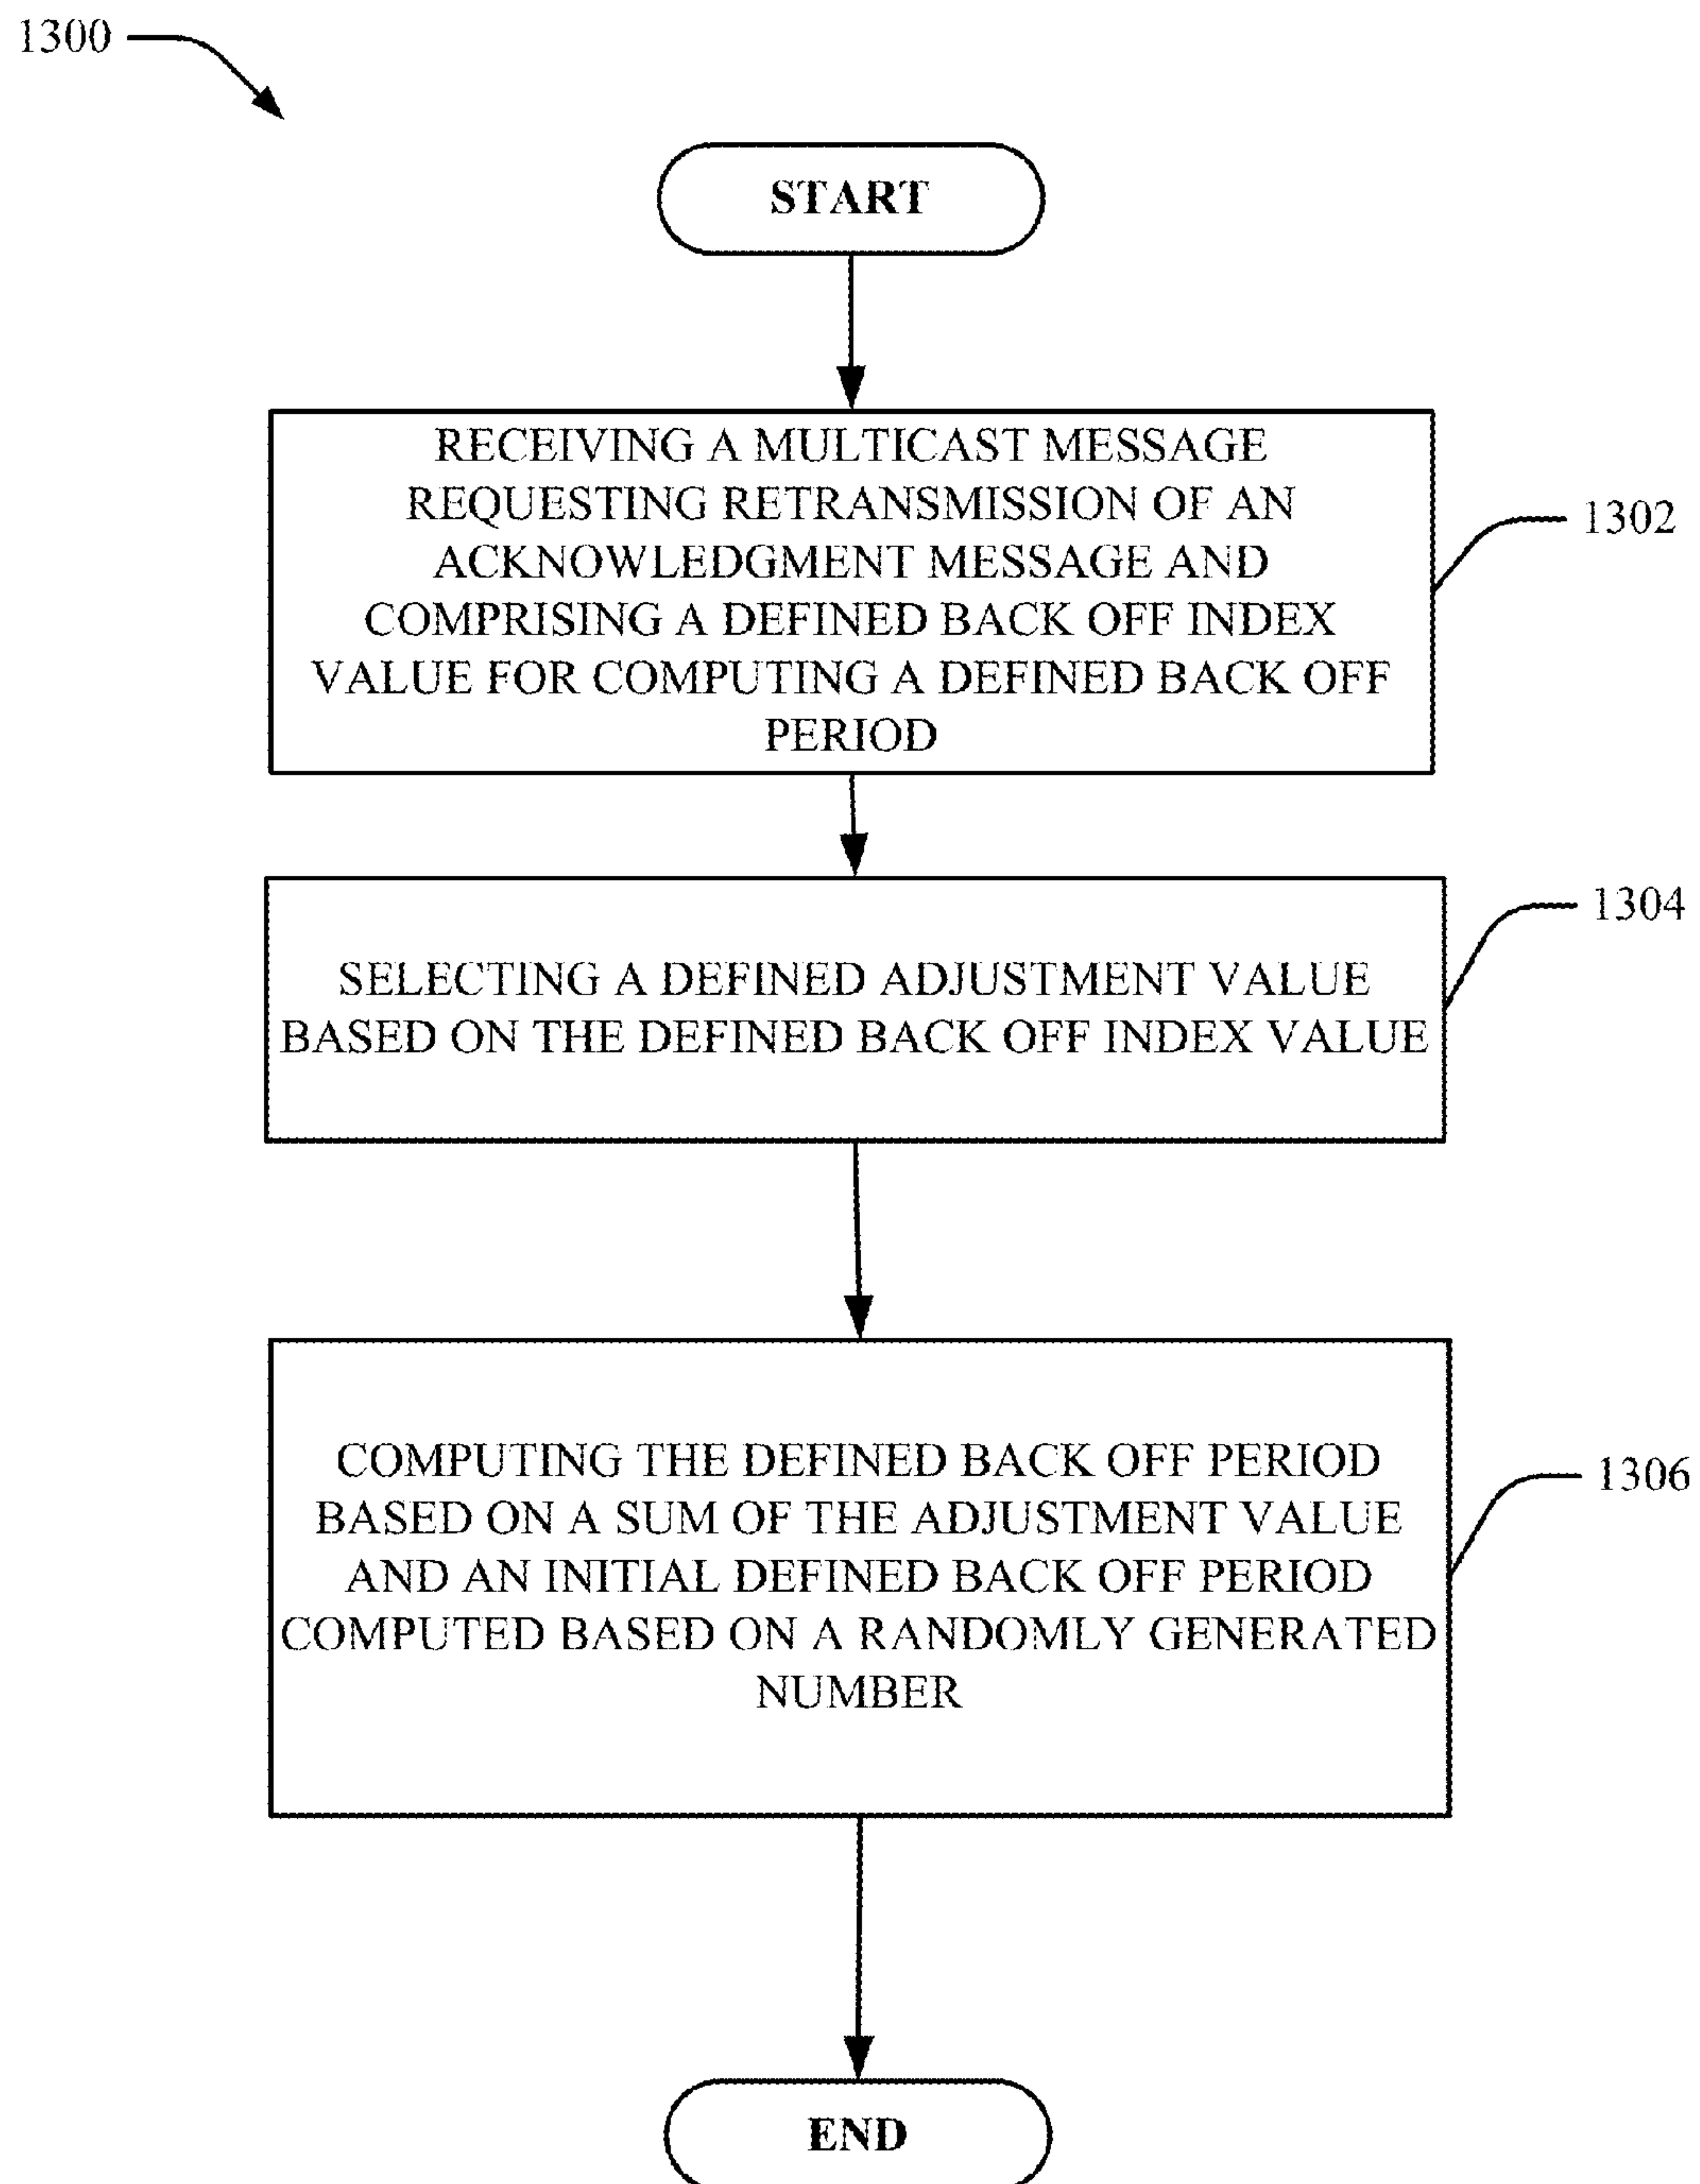 1300
START
RECEIVING A MULTICAST MESSAGE
REQUESTING RETRANSMISSION OF AN
ACKNOWLEDGMENT MESSAGE AND
COMPRISING A DEFINED BACK OFF INDEX
VALUE FOR COMPUTING A DEFINED BACK OFF
PERIOD
1302
SELECTING A DEFINED ADJUSTMENT VALUE
BASED ON THE DEFINED BACK OFF INDEX VALUE
1304
COMPUTING THE DEFINED BACK OFF PERIOD
BASED ON A SUM OF THE ADJUSTMENT VALUE
AND AN INITIAL DEFINED BACK OFF PERIOD
COMPUTED BASED ON A RANDOMLY GENERATED
NUMBER
1306
END